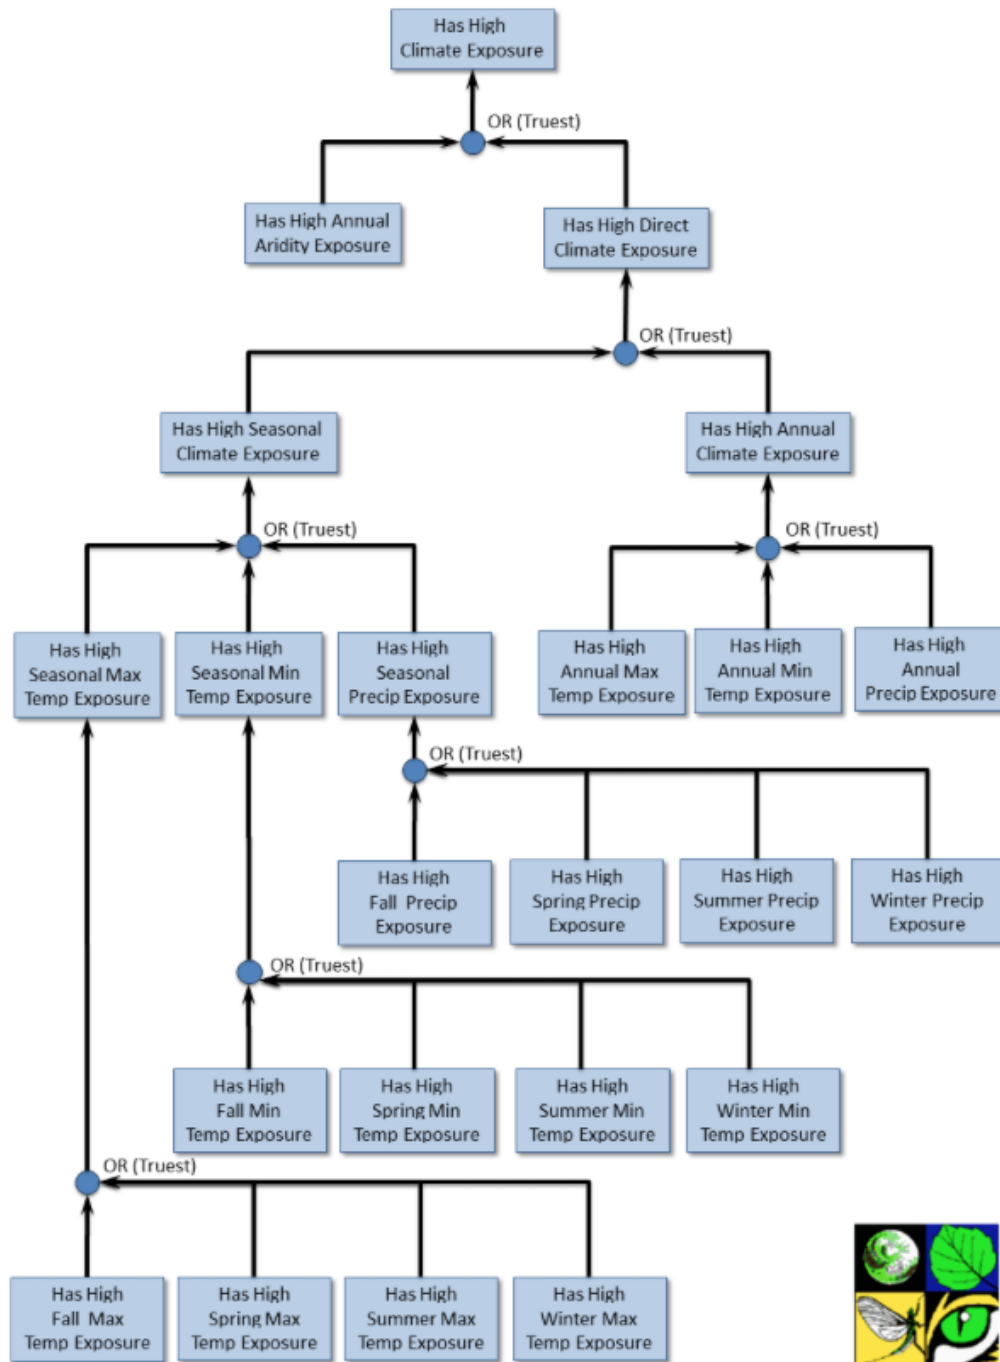 Has High
Climate Exposure
OR (Truest)
Has High Annual
Aridity Exposure
Has High Direct
Climate Exposure
OR (Truest)
Has High Seasonal
Climate Exposure
Has High Annual
Climate Exposure
OR (Truest)
OR (Truest)
Has High
Seasonal Max
Temp Exposure
Has High
Seasonal Min
Temp Exposure
Has High
Seasonal
Precip Exposure
Has High
Annual Max
Temp Exposure
Has High
Annual Min
Temp Exposure
Has High
Annual
Precip Exposure
OR (Truest)
Has High
Fall Precip
Exposure
Has High
Spring Precip
Exposure
Has High
Summer Precip
Exposure
Has High
Winter Precip
Exposure
OR (Truest)
Has High
Fall Min
Temp Exposure
Has High
Spring Min
Temp Exposure
Has High
Summer Min
Temp Exposure
Has High
Winter Min
Temp Exposure
OR (Truest)
Has High
Fall Max
Temp Exposure
Has High
Spring Max
Temp Exposure
Has High
Summer Max
Temp Exposure
Has High
Winter Max
Temp Exposure